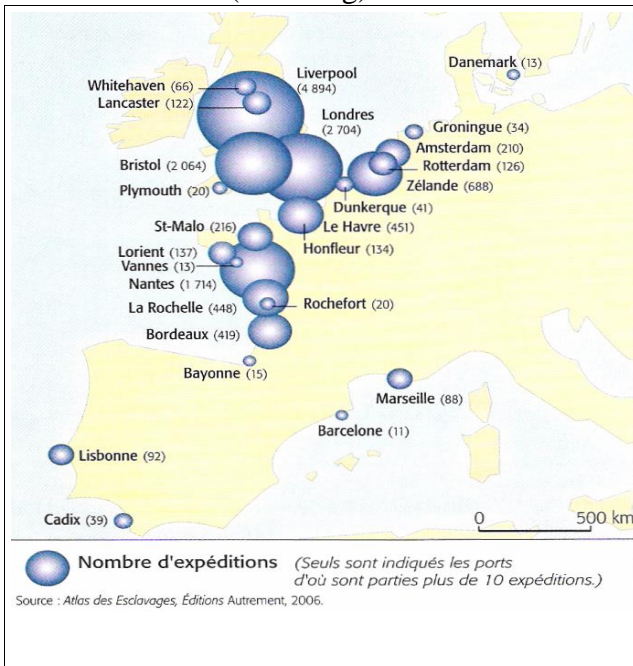 Danemark (13)
Liverpool
(4 894)
Whitehaven (66)
Lancaster (122)
Londres
(2 704)
Groningue (34)
Amsterdam (210)
Bristol (2 064)
Rotterdam (126)
Plymouth (20)
Zélande (688)
Dunkerque (41)
St-Malo (216)
Le Havre (451)
Lorient (137)
Honfleur (134)
Vannes (13)
Nantes (1 714)
La Rochelle (448)
Rochefort (20)
Bordeaux (419)
Bayonne (15)
Marseille (88)
Barcelone (11)
Lisbonne (92)
Cadix (39)
0 500 km
Nombre d'expéditions (Seuls sont indiqués les ports
d'où sont parties plus de 10 expéditions.)
Source : Atlas des Esclavages, Éditions Autrement, 2006.